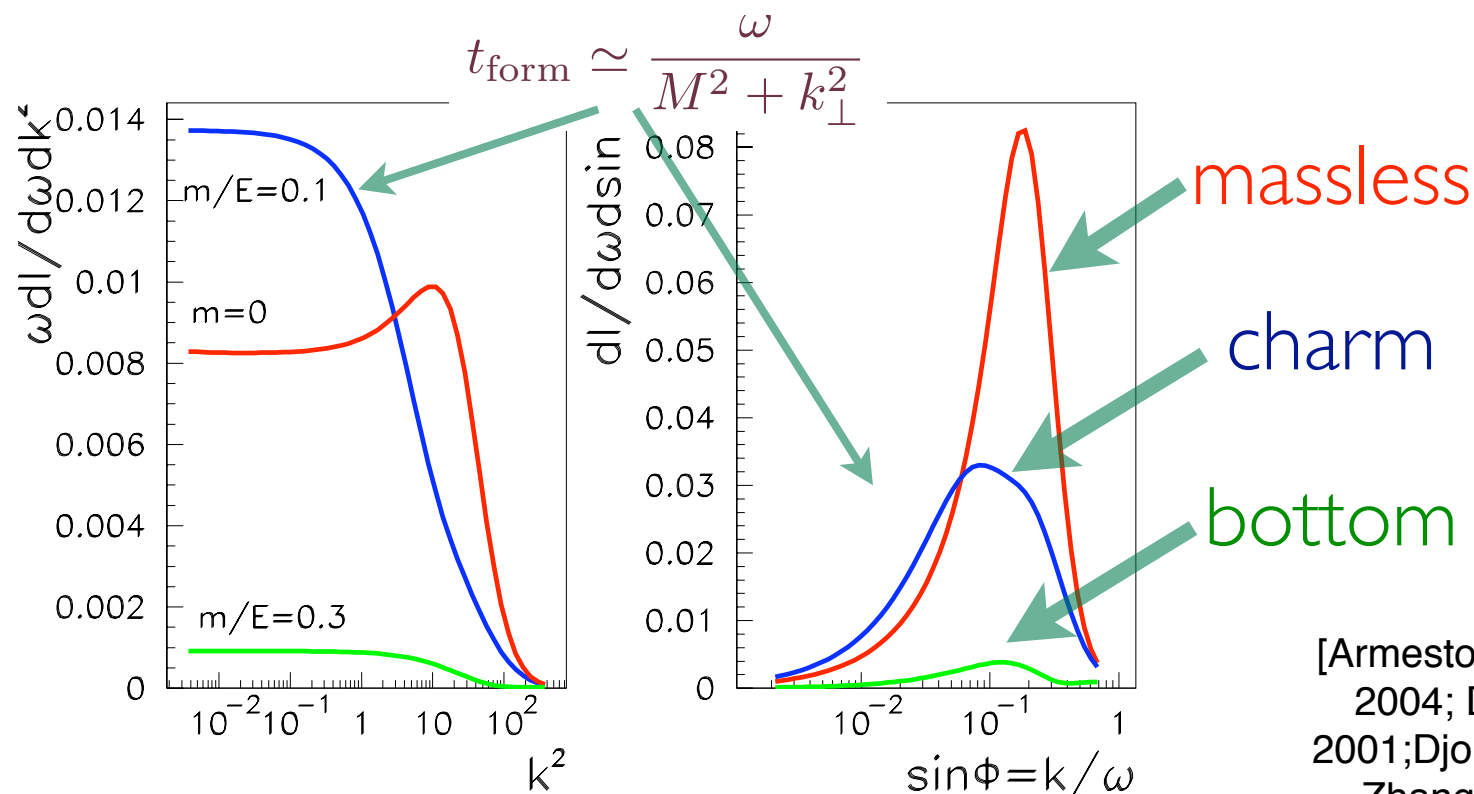 t_form ≃ ω / (M² + k⊥²)
ωdI/dωdk²
0.014
0.012
0.01
0.008
0.006
0.004
0.002
0
m/E=0.1
m=0
m/E=0.3
10⁻² 10⁻¹ 1 10 10²
k²
dI/dωdsin
0.08
0.07
0.06
0.05
0.04
0.03
0.02
0.01
0
10⁻² 10⁻¹ 1
sinΦ=k/ω
massless
charm
bottom
[Armesto
2004; D
2001;Djo
Zhang